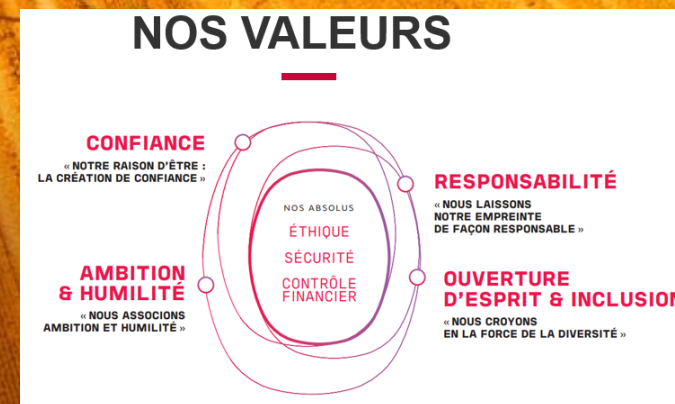 NOS VALEURS
CONFIANCE
« NOTRE RAISON D'ÊTRE :
LA CRÉATION DE CONFIANCE »
RESPONSABILITÉ
« NOUS LAISSONS
NOTRE EMPREINTE
DE FAÇON RESPONSABLE »
NOS ABSOLUS
ÉTHIQUE
SÉCURITÉ
CONTRÔLE
FINANCIER
AMBITION
& HUMILITÉ
« NOUS ASSOCIONS
AMBITION ET HUMILITÉ »
OUVERTURE
D'ESPRIT & INCLUSION
« NOUS CROYONS
EN LA FORCE DE LA DIVERSITÉ »